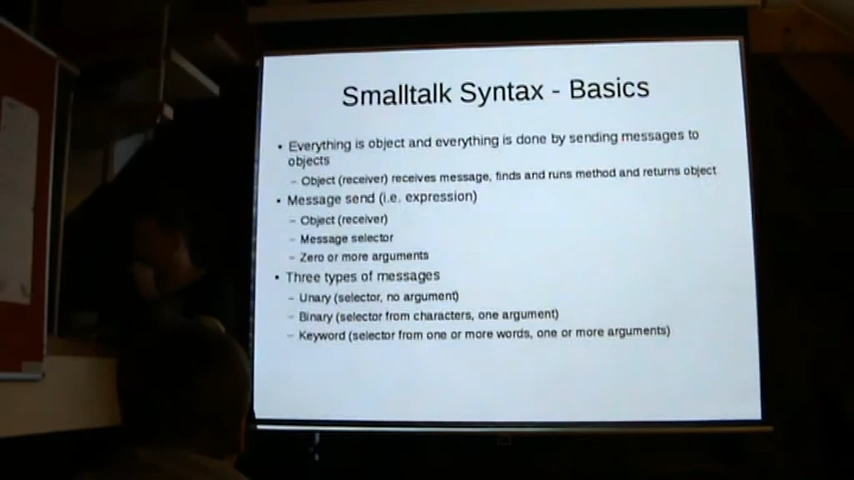 Smalltalk Syntax - Basics
• Everything is object and everything is done by sending messages to
objects
– Object (receiver) receives message, finds and runs method and returns object
• Message send (i.e. expression)
– Object (receiver)
– Message selector
– Zero or more arguments
• Three types of messages
– Unary (selector, no argument)
– Binary (selector from characters, one argument)
– Keyword (selector from one or more words, one or more arguments)